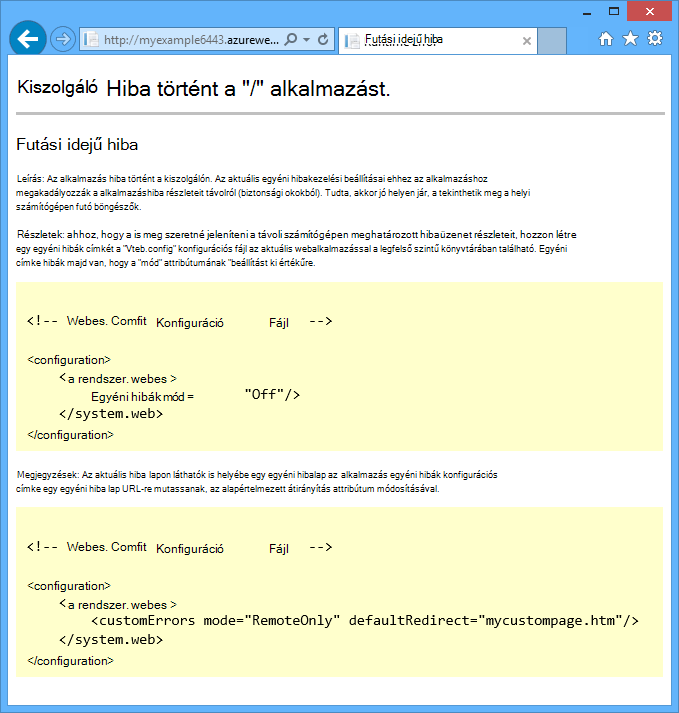 http://myexample6443.azurewe...
Futási idejű hiba
Kiszolgáló Hiba történt a "/" alkalmazást.
Futási idejű hiba
Leírás: Az alkalmazás hiba történt a kiszolgálón. Az aktuális egyéni hibakezelési beállításai ehhez az alkalmazáshoz
megakadályozzák a alkalmazáshiba részleteit távolról (biztonsági okokból). Tudta, akkor jó helyen jár, a tekinthetik meg a helyi
számítógépen futó böngészők.
Részletek: ahhoz, hogy a is meg szeretné jeleníteni a távoli számítógépen meghatározott hibaüzenet részleteit, hozzon létre
egy egyéni hibák címkét a "Vteb.config" konfigurációs fájl az aktuális webalkalmazással a legfelső szintű könyvtárában található. Egyéni
címke hibák majd van, hogy a "mód" attribútumának "beállítást ki értékűre.
<!-- Webes. Comfit Konfiguráció Fájl -->
<configuration>
<a rendszer. webes >
Egyéni hibák mód = "Off"/>
</system.web>
</configuration>
Megjegyzések: Az aktuális hiba lapon láthatók is helyébe egy egyéni hibalap az alkalmazás egyéni hibák konfigurációs
címke egy egyéni hiba lap URL-re mutassanak, az alapértelmezett átirányítás attribútum módosításával.
<!-- Webes. Comfit Konfiguráció Fájl -->
<configuration>
<a rendszer. webes >
<customErrors mode="RemoteOnly" defaultRedirect="mycustompage.htm"/>
</system.web>
</configuration>